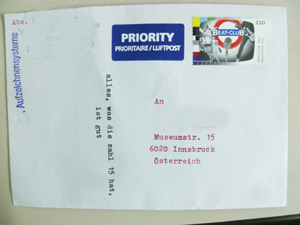 Abs.
Aufzeichnensysteme
PRIORITY
PRIORITAIRE / LUFTPOST
BEAT-CLUB
110
alles, was die zahl 15 hat,
ist gut
An
Museumstr. 15
6020 Innsbruck
Österreich